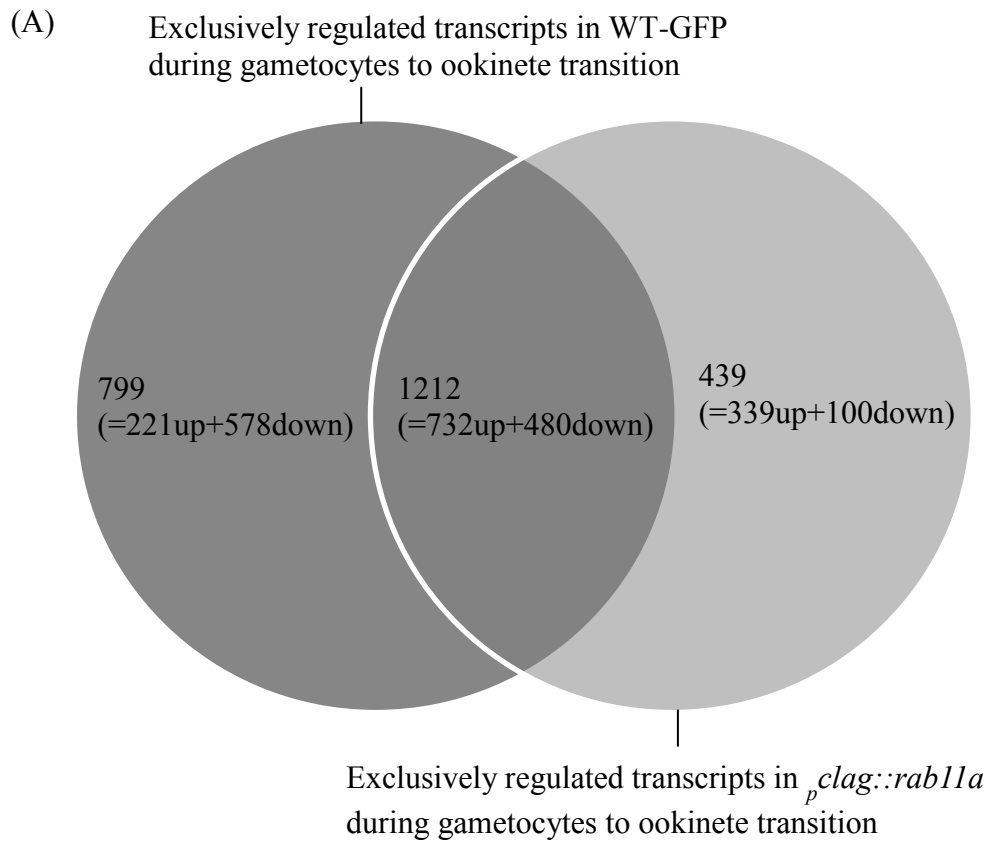 (A)
Exclusively regulated transcripts in WT-GFP
during gametocytes to ookinete transition
799
(=221up+578down)
1212
(=732up+480down)
439
(=339up+100down)
Exclusively regulated transcripts in pclag::rab11a
during gametocytes to ookinete transition